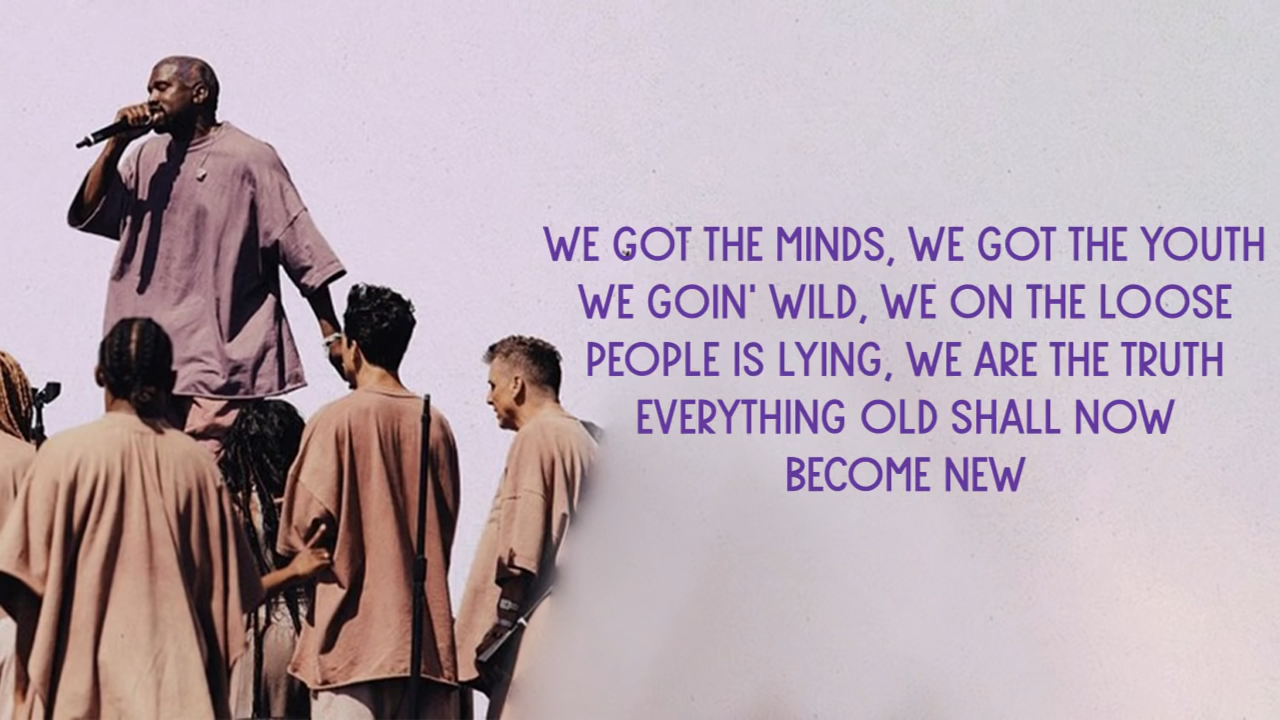 WE GOT THE MINDS, WE GOT THE YOUTH
WE GOIN' WILD, WE ON THE LOOSE
PEOPLE IS LYING, WE ARE THE TRUTH
EVERYTHING OLD SHALL NOW
BECOME NEW